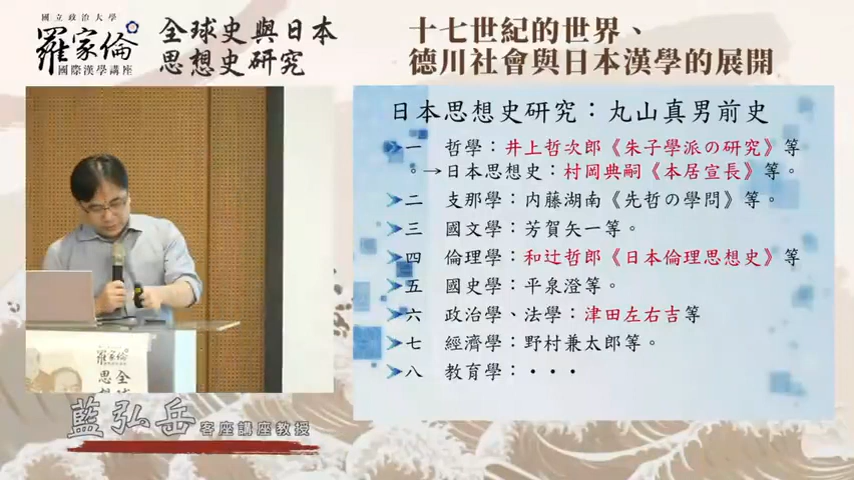 國立政治大學
羅家倫
國際漢學講座
全球史與日本
思想史研究
十七世紀的世界、
德川社會與日本漢學的展開
日本思想史研究：丸山真男前史
一 哲學：井上哲次郎《朱子學派の研究》等
。→日本思想史：村岡典嗣《本居宣長》等。
二 支那學：內藤湖南《先哲の學問》等。
三 國文學：芳賀矢一等。
四 倫理學：和辻哲郎《日本倫理思想史》等
五 國史學：平泉澄等。
六 政治學、法學：津田左右吉等
七 經濟學：野村兼太郎等。
八 教育學：・・・
羅家倫
全球
思想
藍弘岳 客座講座教授